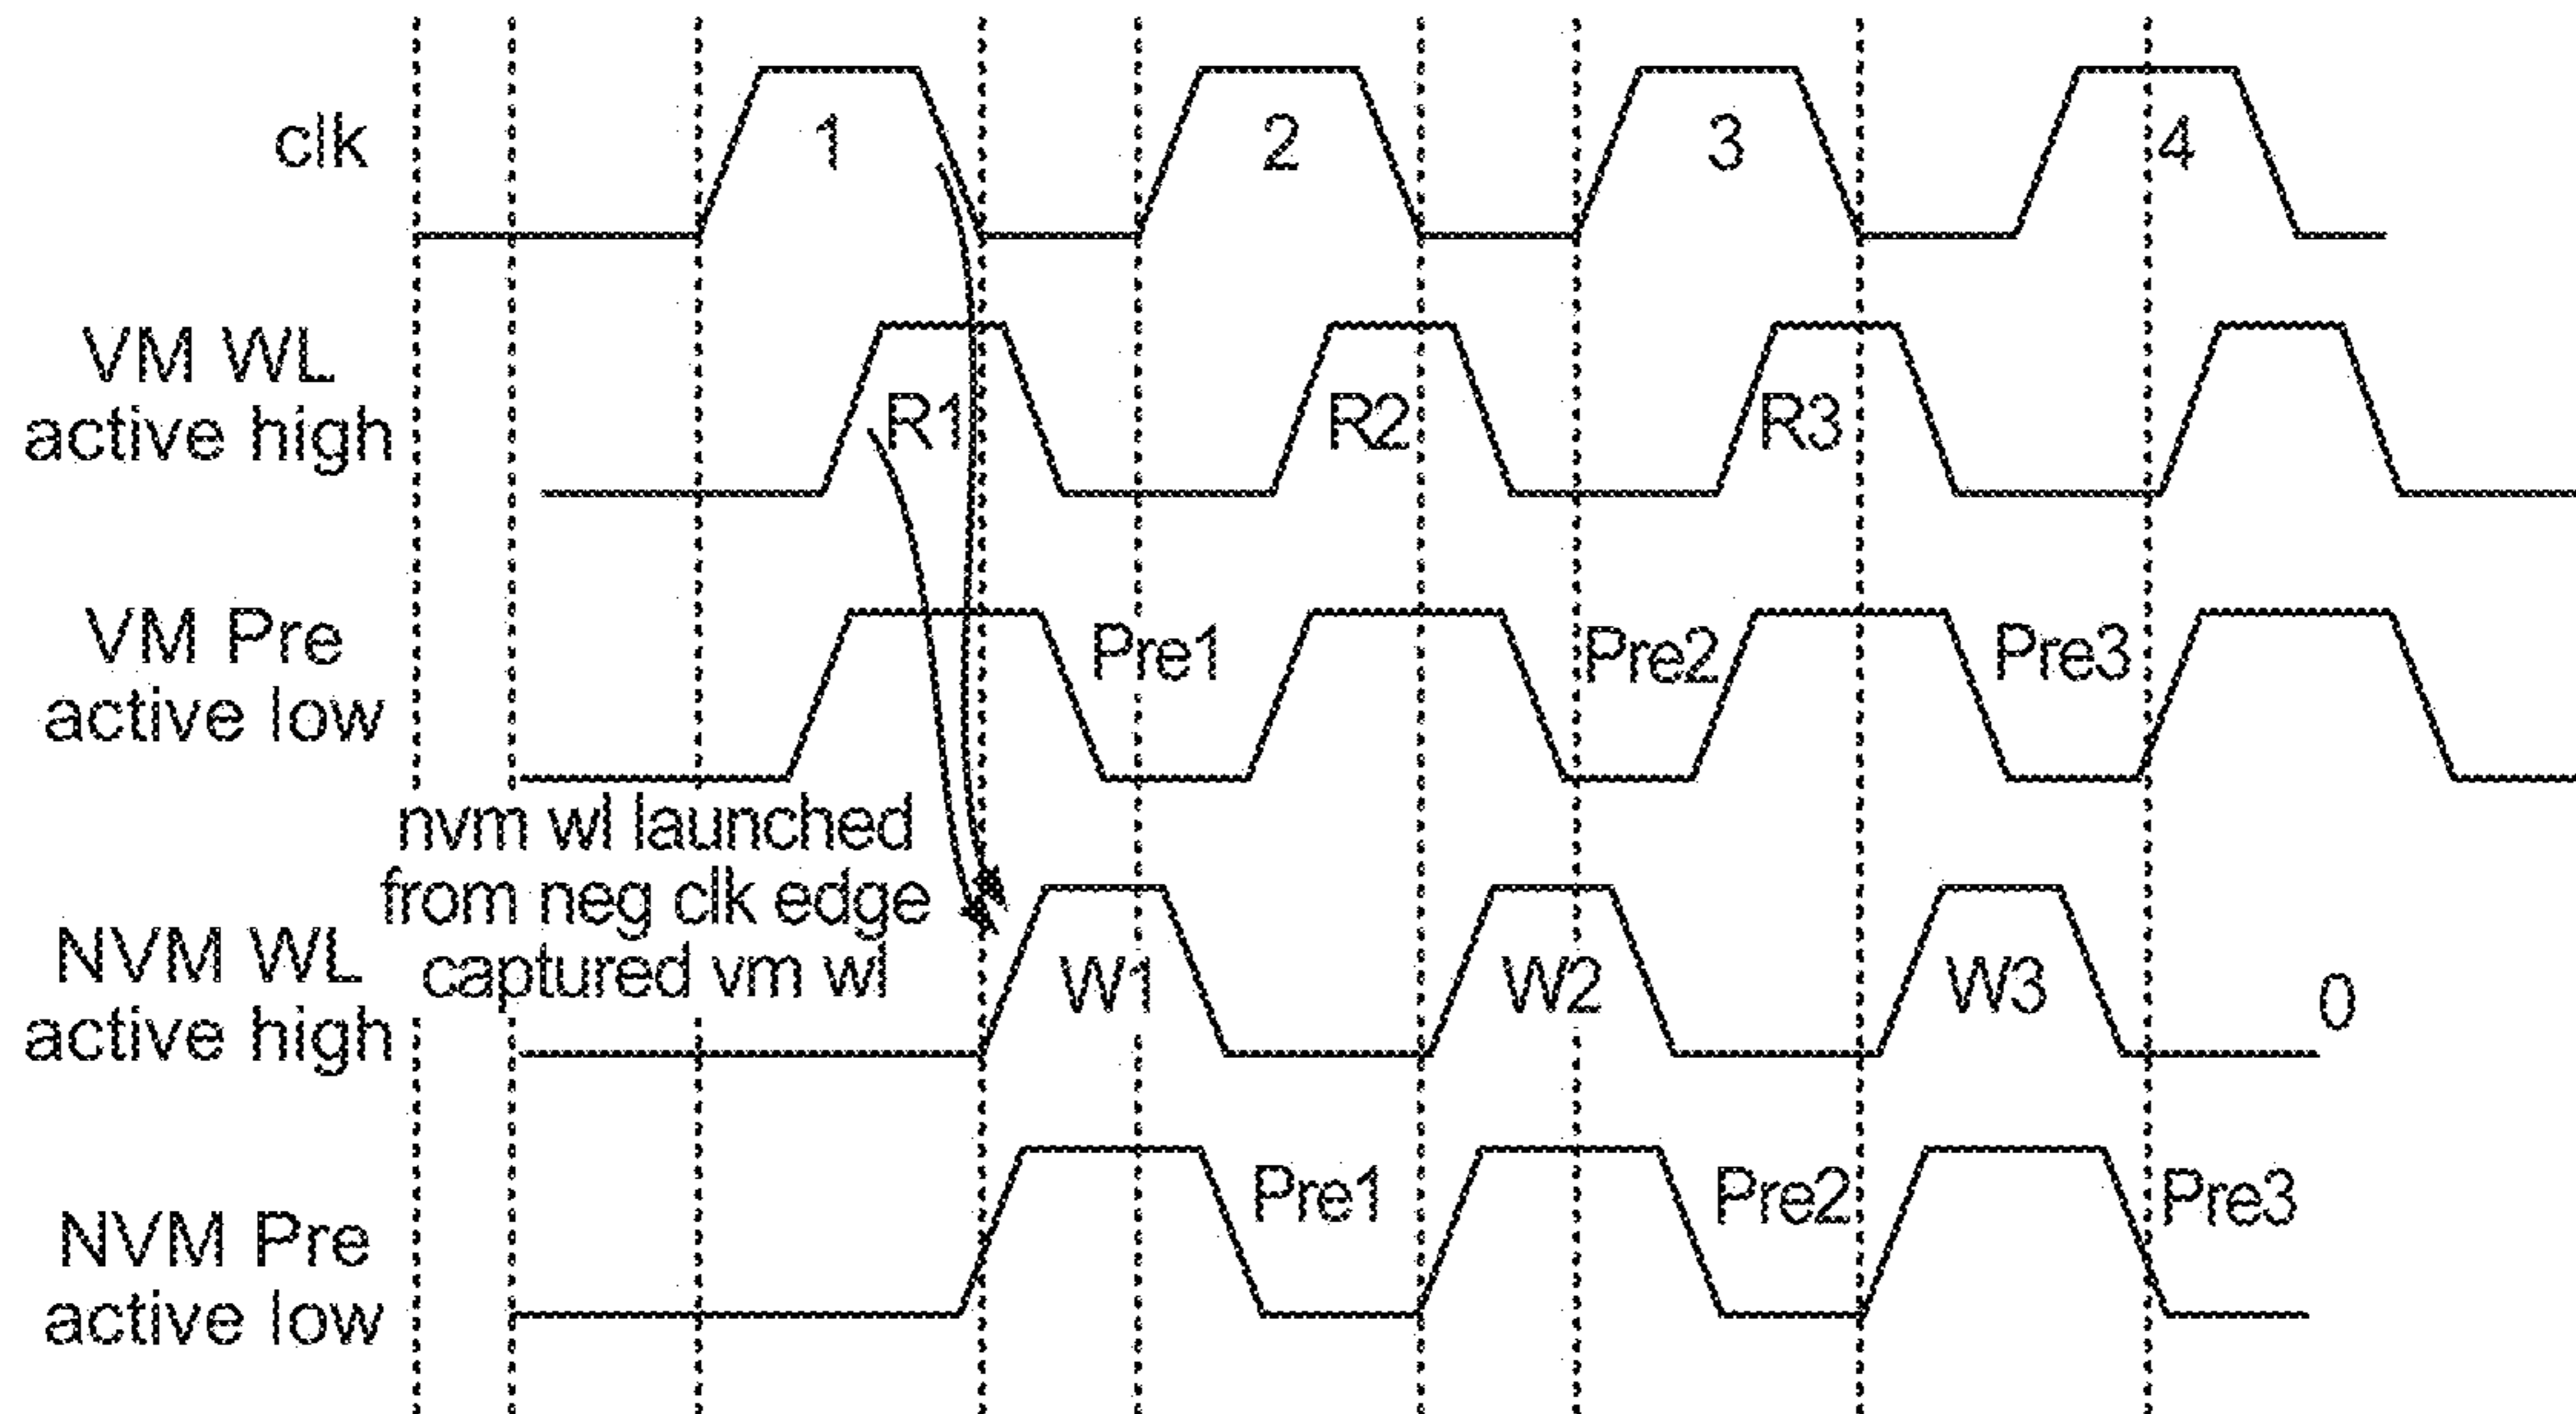 clk
1
2
3
4
VM WL
active high
R1
R2
R3
VM Pre
active low
Pre1
Pre2
Pre3
nvm wl launched
from neg clk edge
captured vm wl
NVM WL
active high
W1
W2
W3
0
NVM Pre
active low
Pre1
Pre2
Pre3